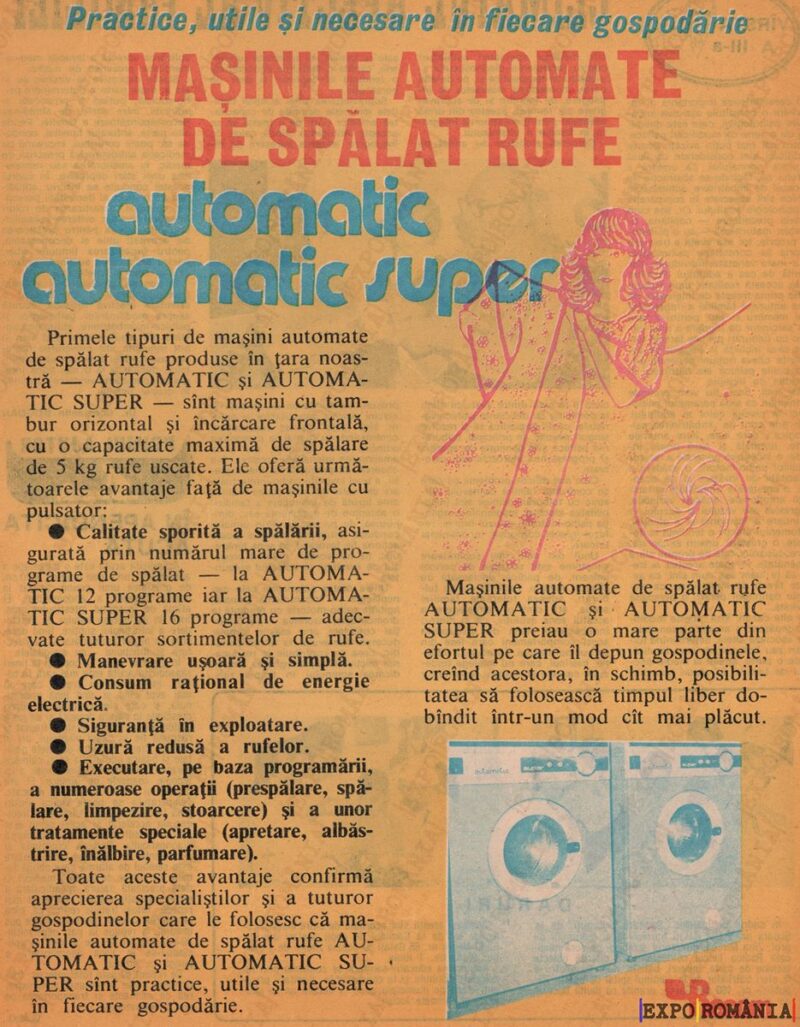 Practice, utile și necesare în fiecare gospodărie
MAȘINILE AUTOMATE
DE SPĂLAT RUFE
automatic
automatic super
Primele tipuri de mașini automate
de spălat rufe produse în țara noas-
tră — AUTOMATIC și AUTOMA-
TIC SUPER — sînt mașini cu tam-
bur orizontal și încărcare frontală,
cu o capacitate maximă de spălare
de 5 kg rufe uscate. Ele oferă urmă-
toarele avantaje față de mașinile cu
pulsator:
● Calitate sporită a spălării, asi-
gurată prin numărul mare de pro-
grame de spălat — la AUTOMA-
TIC 12 programe iar la AUTOMA-
TIC SUPER 16 programe — adec-
vate tuturor sortimentelor de rufe.
● Manevrare ușoară și simplă.
● Consum rațional de energie
electrică.
● Siguranță în exploatare.
● Uzură redusă a rufelor.
● Executare, pe baza programării,
a numeroase operații (prespălare, spă-
lare, limpezire, stoarcere) și a unor
tratamente speciale (apretare, albăs-
trire, înălbire, parfumare).
Toate aceste avantaje confirmă
aprecierea specialiștilor și a tuturor
gospodinelor care le folosesc că ma-
șinile automate de spălat rufe AU-
TOMATIC și AUTOMATIC SU-
PER sînt practice, utile și necesare
în fiecare gospodărie.
Mașinile automate de spălat rufe
AUTOMATIC și AUTOMATIC
SUPER preiau o mare parte din
efortul pe care îl depun gospodinele,
creînd acestora, în schimb, posibili-
tatea să folosească timpul liber do-
bîndit într-un mod cît mai plăcut.
automatic
EXPO ROMÂNIA